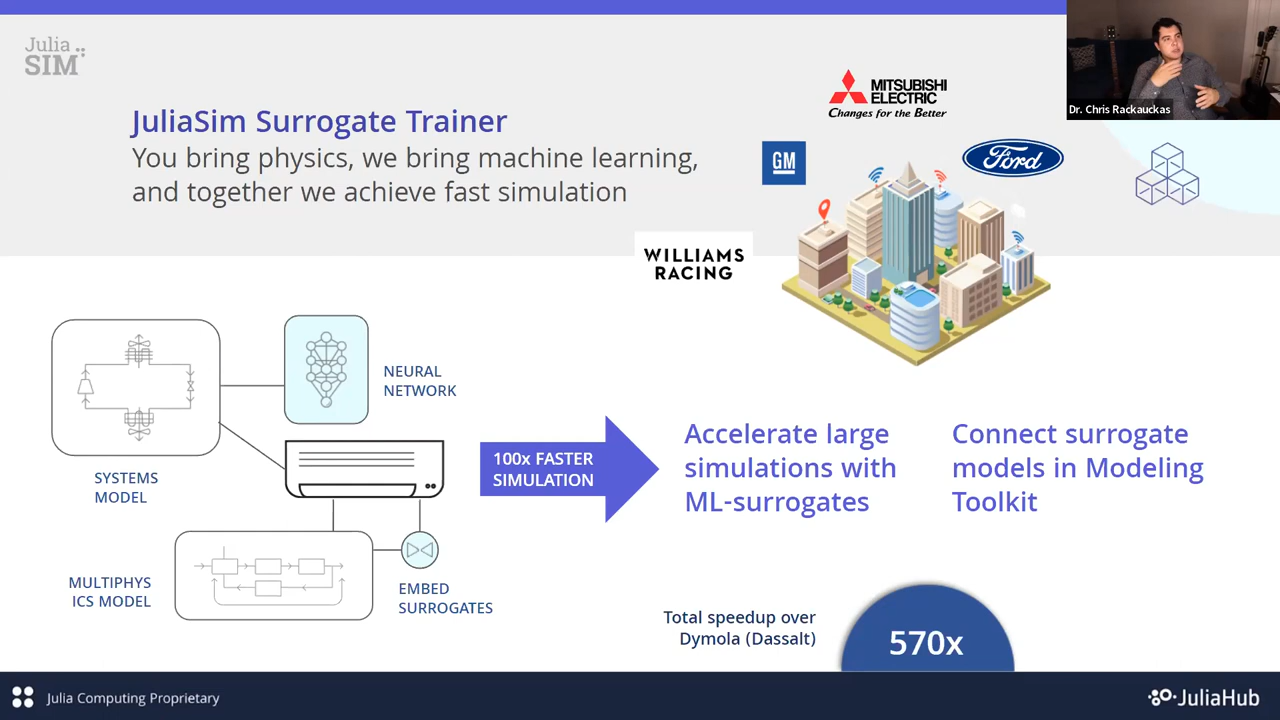 Julia
SIM
JuliaSim Surrogate Trainer
You bring physics, we bring machine learning,
and together we achieve fast simulation
MITSUBISHI
ELECTRIC
Changes for the Better
GM
Ford
WILLIAMS
RACING
Dr. Chris Rackauckas
NEURAL
NETWORK
SYSTEMS
MODEL
MULTIPHYS
ICS MODEL
EMBED
SURROGATES
100x FASTER
SIMULATION
Accelerate large
simulations with
ML-surrogates
Connect surrogate
models in Modeling
Toolkit
Total speedup over
Dymola (Dassalt)
570x
Julia Computing Proprietary
JuliaHub